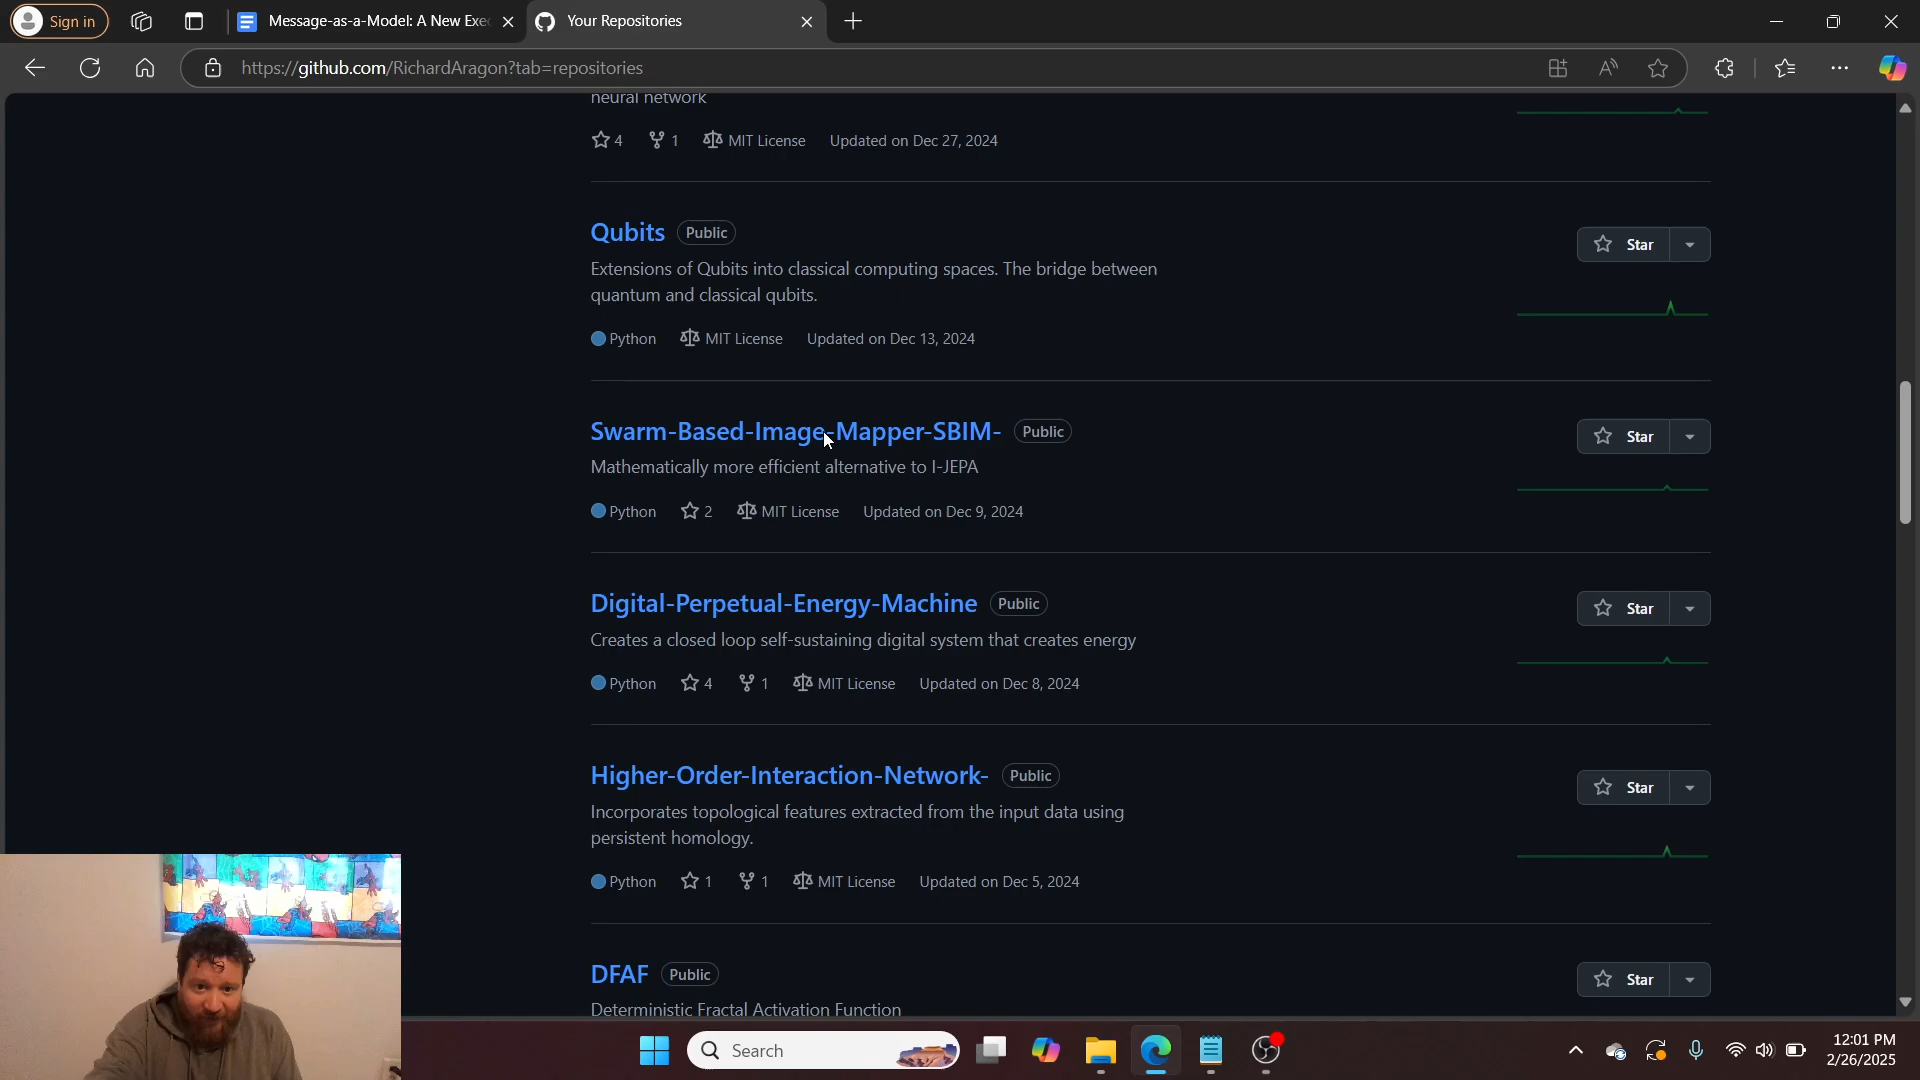 Sign in
Message-as-a-Model: A New Exe
Your Repositories
https://github.com/RichardAragon?tab=repositories
neural network
4 1 MIT License Updated on Dec 27, 2024
Qubits Public
Star
Extensions of Qubits into classical computing spaces. The bridge between
quantum and classical qubits.
Python MIT License Updated on Dec 13, 2024
Swarm-Based-Image-Mapper-SBIM- Public
Star
Mathematically more efficient alternative to I-JEPA
Python 2 MIT License Updated on Dec 9, 2024
Digital-Perpetual-Energy-Machine Public
Star
Creates a closed loop self-sustaining digital system that creates energy
Python 4 1 MIT License Updated on Dec 8, 2024
Higher-Order-Interaction-Network- Public
Star
Incorporates topological features extracted from the input data using
persistent homology.
Python 1 1 MIT License Updated on Dec 5, 2024
DFAF Public
Star
Deterministic Fractal Activation Function
Search
12:01 PM
2/26/2025